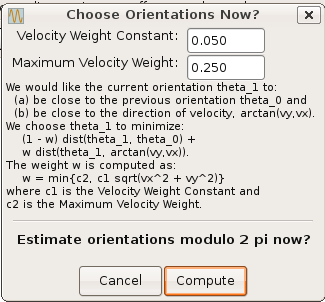 Choose Orientations Now?
Velocity Weight Constant: 0.050
Maximum Velocity Weight: 0.250
We would like the current orientation theta_1 to:
(a) be close to the previous orientation theta_0 and
(b) be close to the direction of velocity, arctan(vy,vx).
We choose theta_1 to minimize:
(1 - w) dist(theta_1, theta_0) +
w dist(theta_1, arctan(vy,vx)).
The weight w is computed as:
w = min{c2, c1 sqrt(vx^2 + vy^2)}
where c1 is the Velocity Weight Constant and
c2 is the Maximum Velocity Weight.
Estimate orientations modulo 2 pi now?
Cancel Compute